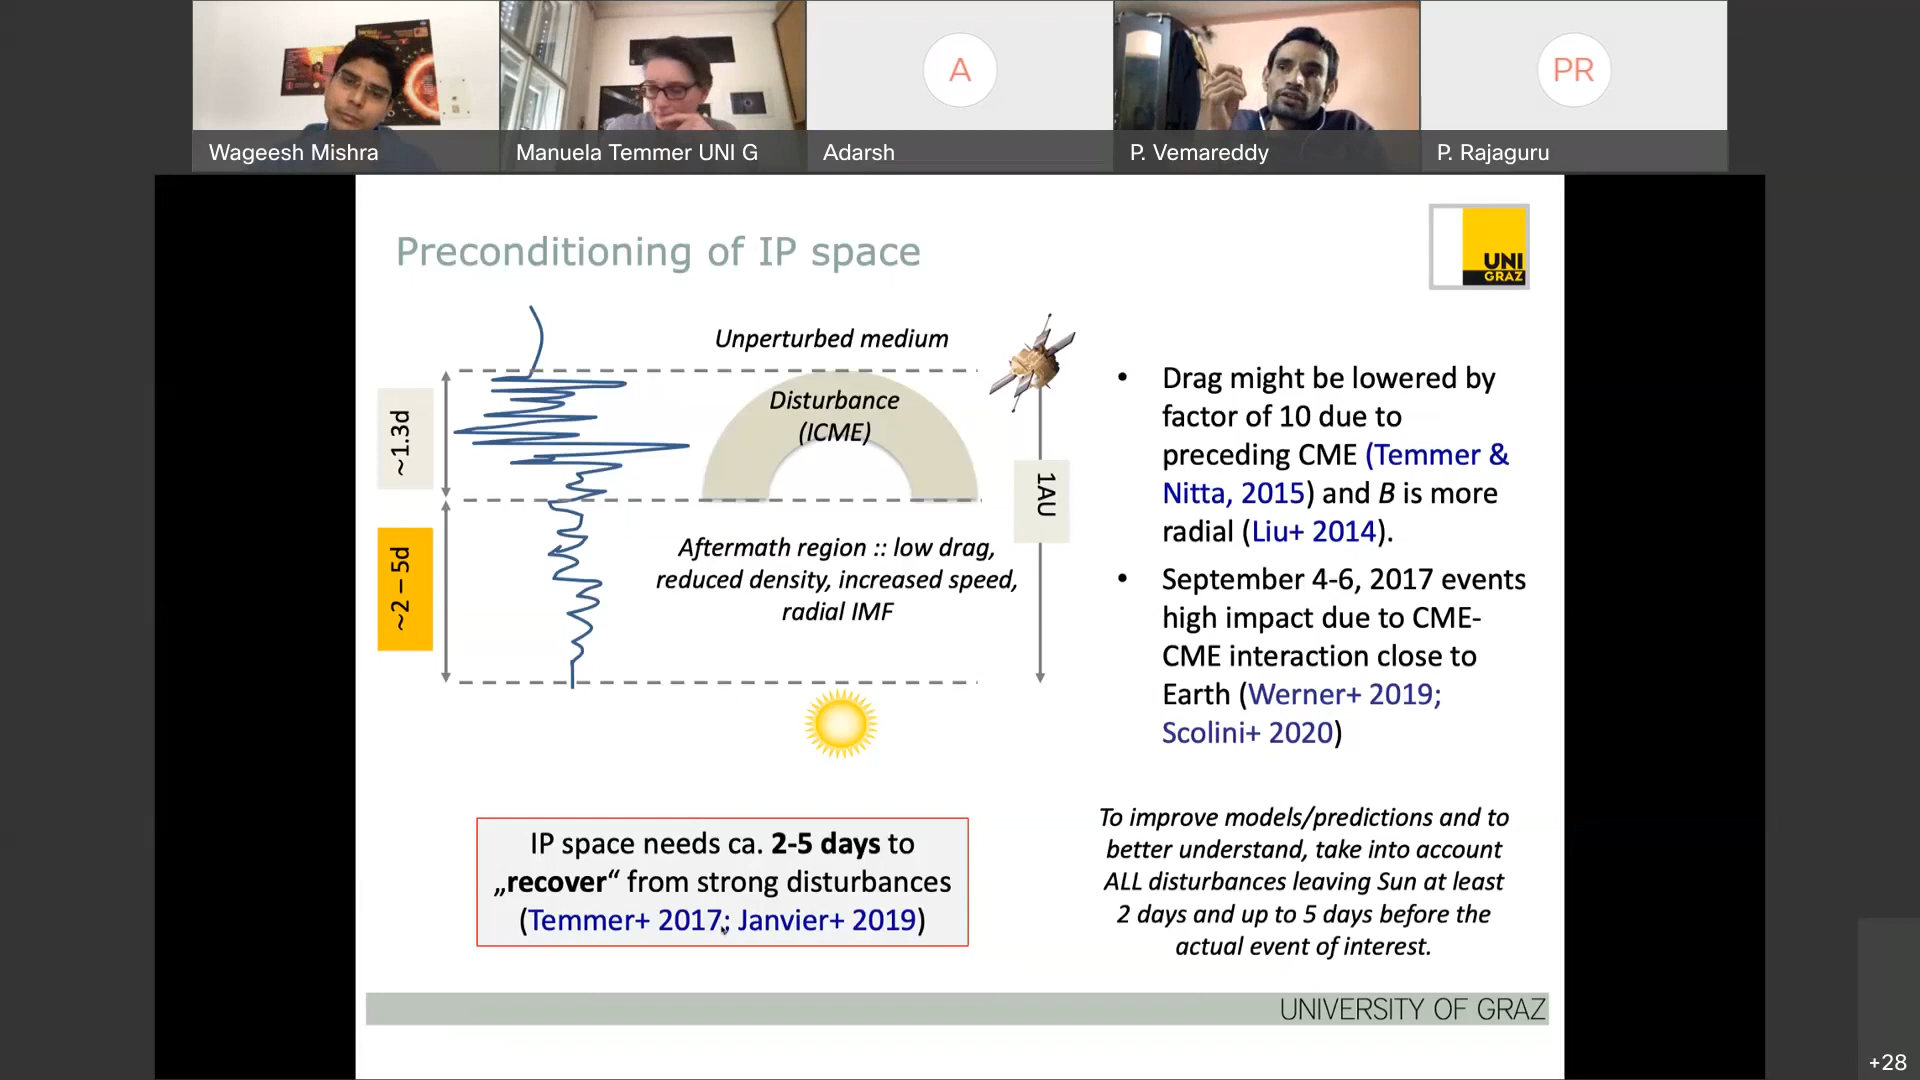 A
PR
Wageesh Mishra
Manuela Temmer UNI G
Adarsh
P. Vemareddy
P. Rajaguru
Preconditioning of IP space
UNI
GRAZ
Unperturbed medium
Disturbance
(ICME)
~1.3d
1AU
Aftermath region :: low drag,
reduced density, increased speed,
radial IMF
~2 – 5d
• Drag might be lowered by
factor of 10 due to
preceding CME (Temmer &
Nitta, 2015) and B is more
radial (Liu+ 2014).
• September 4-6, 2017 events
high impact due to CME-
CME interaction close to
Earth (Werner+ 2019;
Scolini+ 2020)
IP space needs ca. 2-5 days to
„recover“ from strong disturbances
(Temmer+ 2017; Janvier+ 2019)
To improve models/predictions and to
better understand, take into account
ALL disturbances leaving Sun at least
2 days and up to 5 days before the
actual event of interest.
UNIVERSITY OF GRAZ
+28